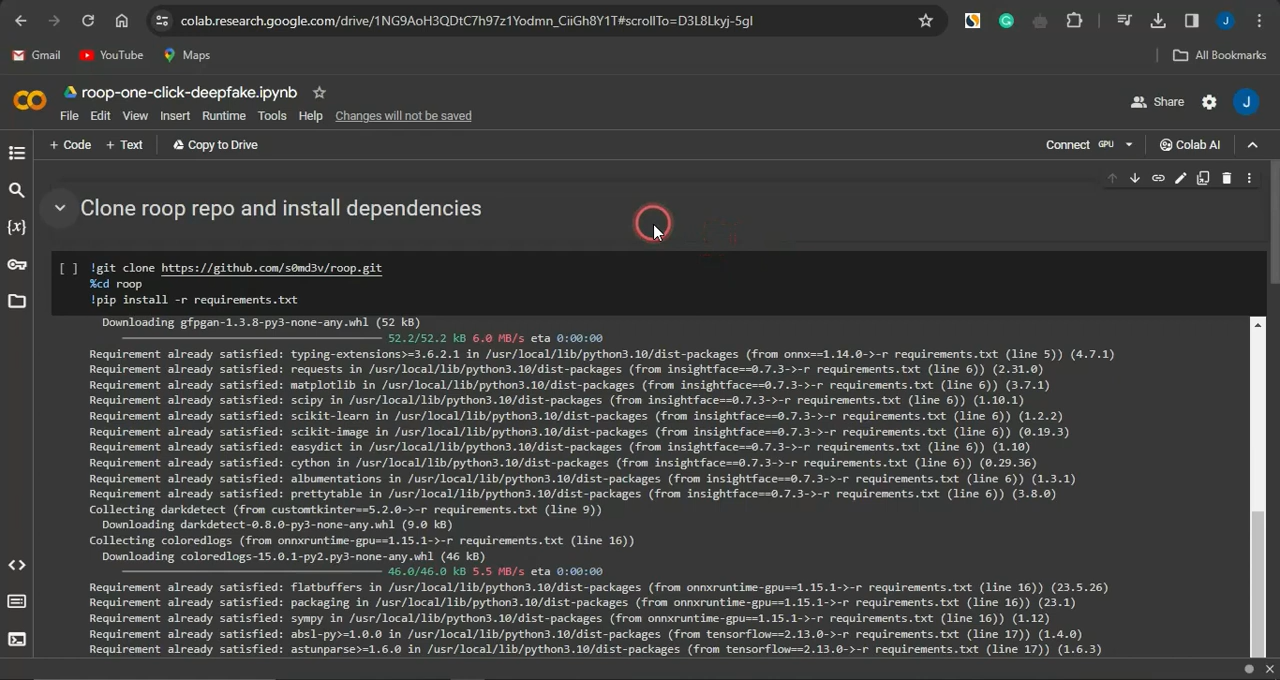 colab.research.google.com/drive/1NG9AoH3QDtC7h97z1Yodmn_CiiGh8Y1T#scrollTo=D3L8Lkyj-5gI
J
Gmail YouTube Maps All Bookmarks
roop-one-click-deepfake.ipynb
File Edit View Insert Runtime Tools Help Changes will not be saved
Share J
+ Code + Text Copy to Drive Connect GPU Colab AI
Clone roop repo and install dependencies
[ ] !git clone https://github.com/s0md3v/roop.git
%cd roop
!pip install -r requirements.txt
Downloading gfpgan-1.3.8-py3-none-any.whl (52 kB)
52.2/52.2 kB 6.0 MB/s eta 0:00:00
Requirement already satisfied: typing-extensions>=3.6.2.1 in /usr/local/lib/python3.10/dist-packages (from onnx==1.14.0->-r requirements.txt (line 5)) (4.7.1)
Requirement already satisfied: requests in /usr/local/lib/python3.10/dist-packages (from insightface==0.7.3->-r requirements.txt (line 6)) (2.31.0)
Requirement already satisfied: matplotlib in /usr/local/lib/python3.10/dist-packages (from insightface==0.7.3->-r requirements.txt (line 6)) (3.7.1)
Requirement already satisfied: scipy in /usr/local/lib/python3.10/dist-packages (from insightface==0.7.3->-r requirements.txt (line 6)) (1.10.1)
Requirement already satisfied: scikit-learn in /usr/local/lib/python3.10/dist-packages (from insightface==0.7.3->-r requirements.txt (line 6)) (1.2.2)
Requirement already satisfied: scikit-image in /usr/local/lib/python3.10/dist-packages (from insightface==0.7.3->-r requirements.txt (line 6)) (0.19.3)
Requirement already satisfied: easydict in /usr/local/lib/python3.10/dist-packages (from insightface==0.7.3->-r requirements.txt (line 6)) (1.10)
Requirement already satisfied: cython in /usr/local/lib/python3.10/dist-packages (from insightface==0.7.3->-r requirements.txt (line 6)) (0.29.36)
Requirement already satisfied: albumentations in /usr/local/lib/python3.10/dist-packages (from insightface==0.7.3->-r requirements.txt (line 6)) (1.3.1)
Requirement already satisfied: prettytable in /usr/local/lib/python3.10/dist-packages (from insightface==0.7.3->-r requirements.txt (line 6)) (3.8.0)
Collecting darkdetect (from customtkinter==5.2.0->-r requirements.txt (line 9))
Downloading darkdetect-0.8.0-py3-none-any.whl (9.0 kB)
Collecting coloredlogs (from onnxruntime-gpu==1.15.1->-r requirements.txt (line 16))
Downloading coloredlogs-15.0.1-py2.py3-none-any.whl (46 kB)
46.0/46.0 kB 5.5 MB/s eta 0:00:00
Requirement already satisfied: flatbuffers in /usr/local/lib/python3.10/dist-packages (from onnxruntime-gpu==1.15.1->-r requirements.txt (line 16)) (23.5.26)
Requirement already satisfied: packaging in /usr/local/lib/python3.10/dist-packages (from onnxruntime-gpu==1.15.1->-r requirements.txt (line 16)) (23.1)
Requirement already satisfied: sympy in /usr/local/lib/python3.10/dist-packages (from onnxruntime-gpu==1.15.1->-r requirements.txt (line 16)) (1.12)
Requirement already satisfied: absl-py>=1.0.0 in /usr/local/lib/python3.10/dist-packages (from tensorflow==2.13.0->-r requirements.txt (line 17)) (1.4.0)
Requirement already satisfied: astunparse>=1.6.0 in /usr/local/lib/python3.10/dist-packages (from tensorflow==2.13.0->-r requirements.txt (line 17)) (1.6.3)